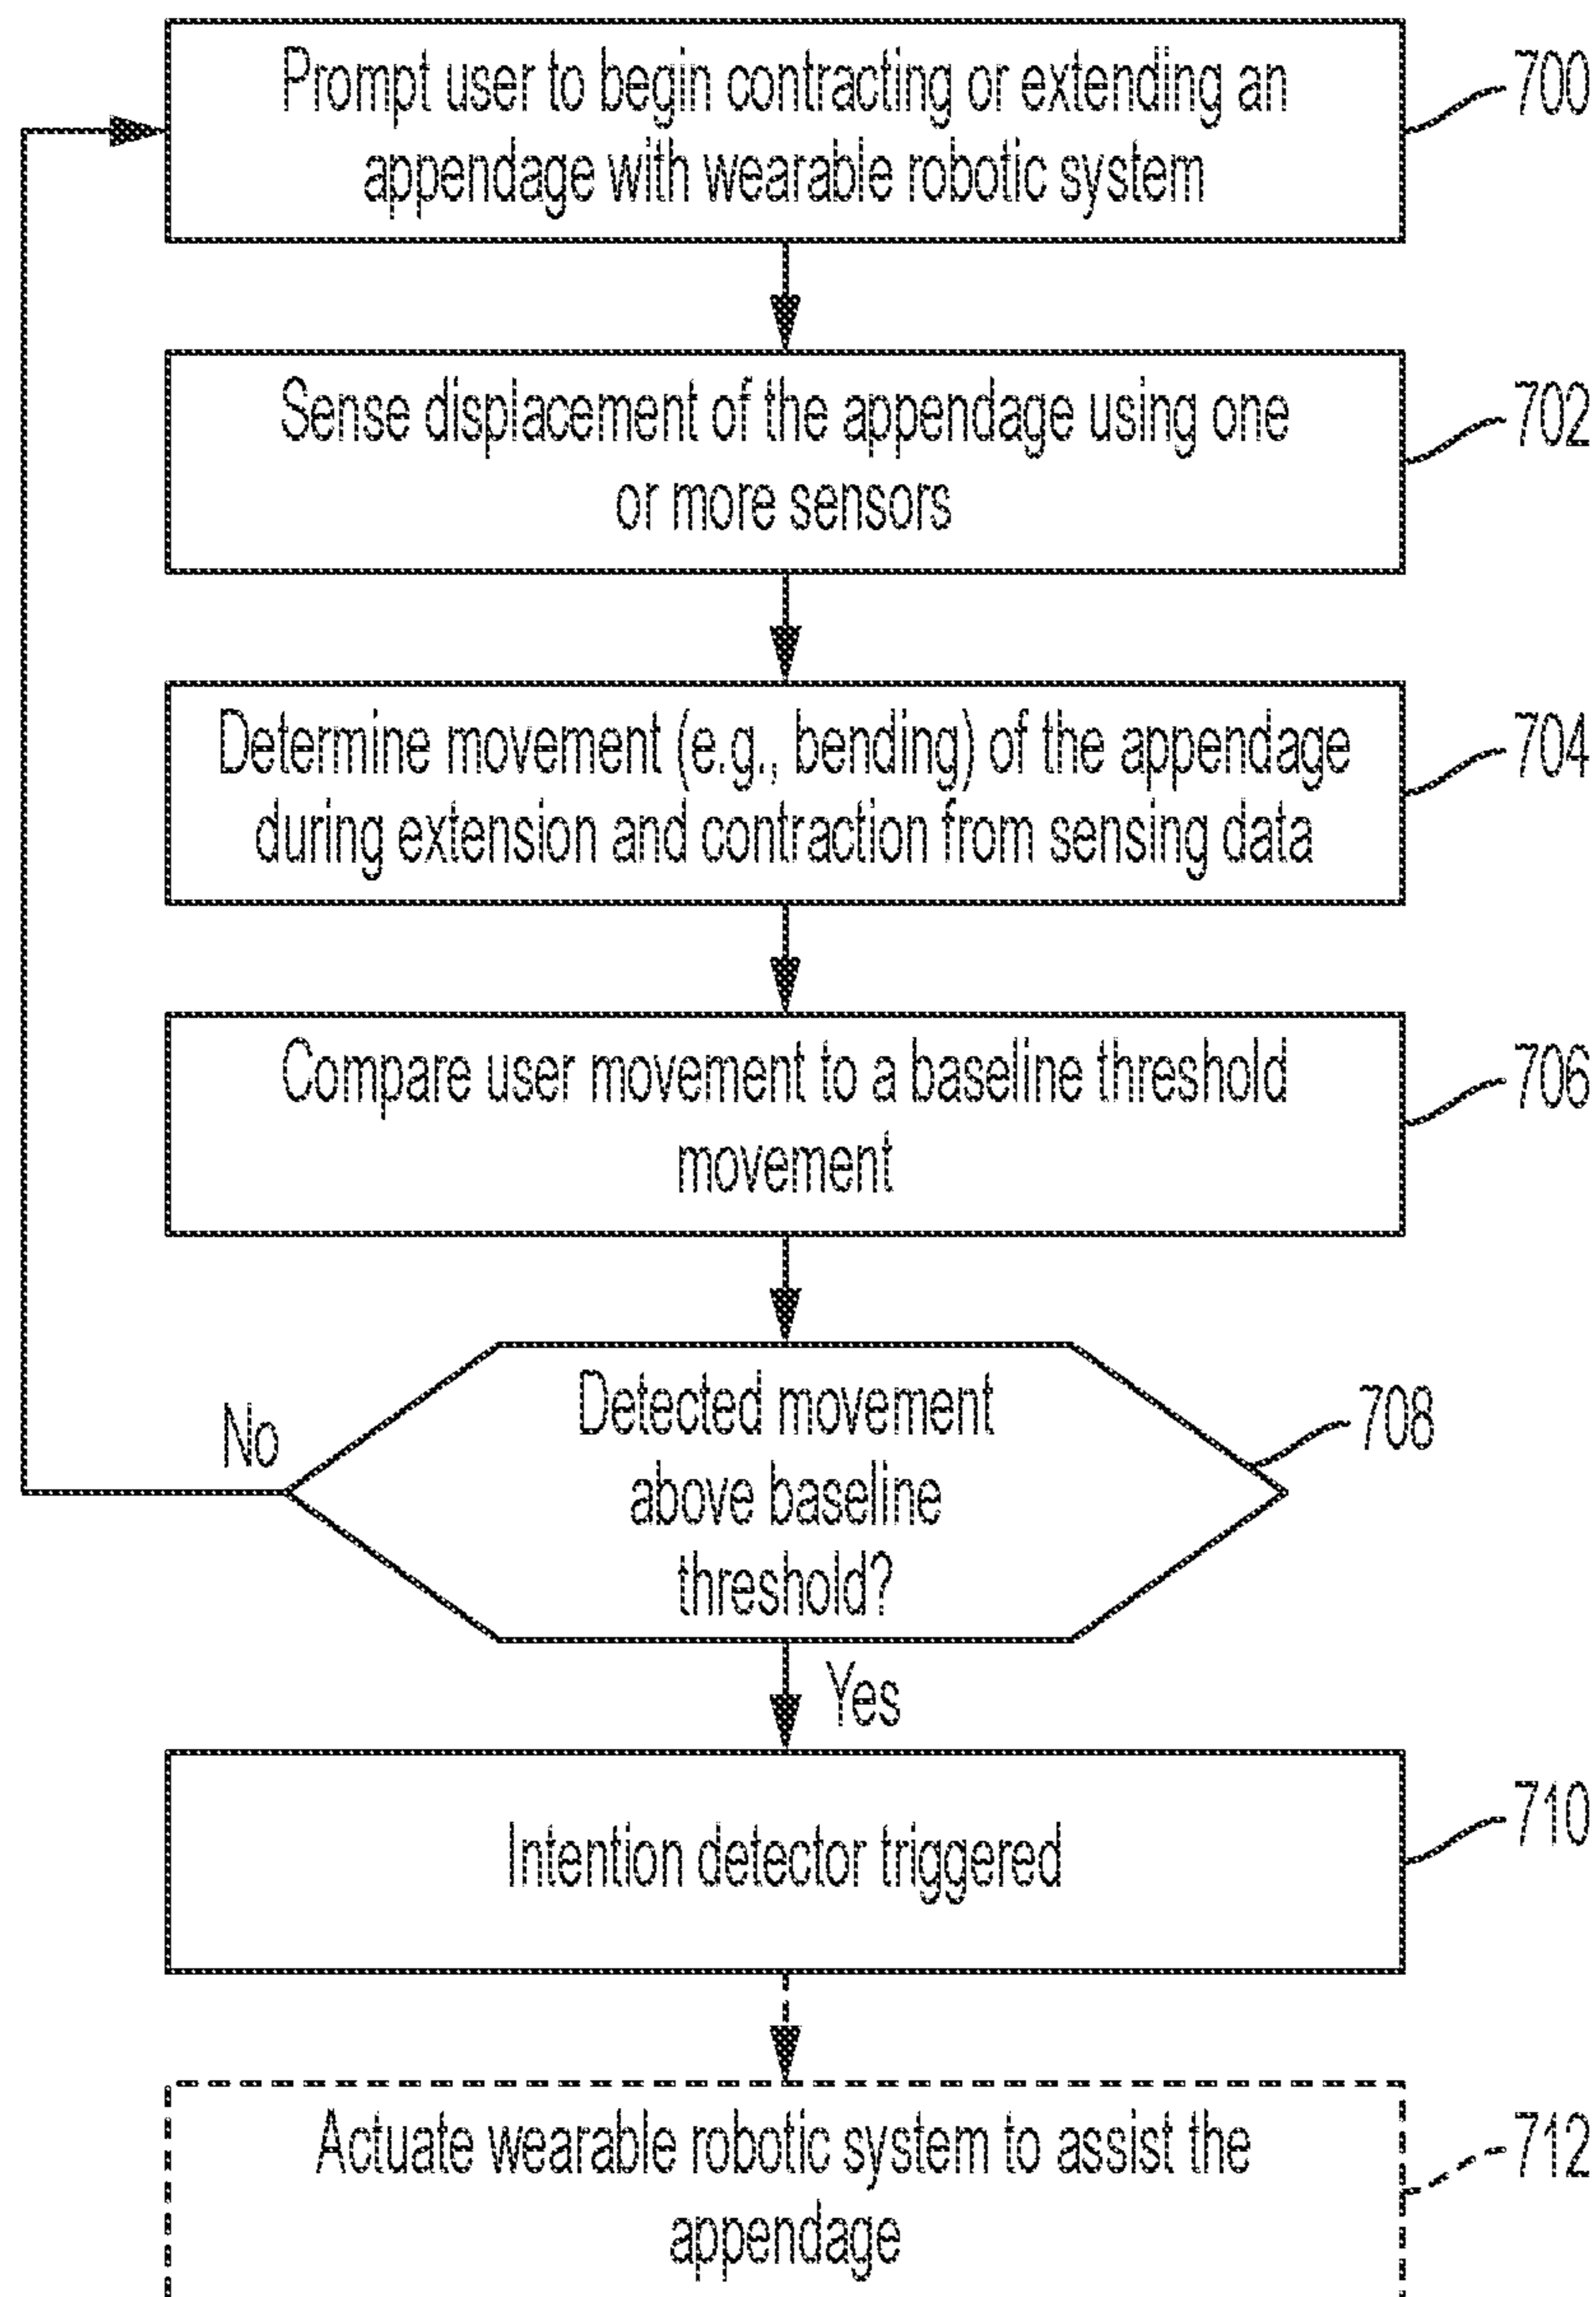 Prompt user to begin contracting or extending an
appendage with wearable robotic system
700
Sense displacement of the appendage using one
or more sensors
702
Determine movement (e.g., bending) of the appendage
during extension and contraction from sensing data
704
Compare user movement to a baseline threshold
movement
706
Detected movement
above baseline
threshold?
708
No
Yes
Intention detector triggered
710
Actuate wearable robotic system to assist the
appendage
712